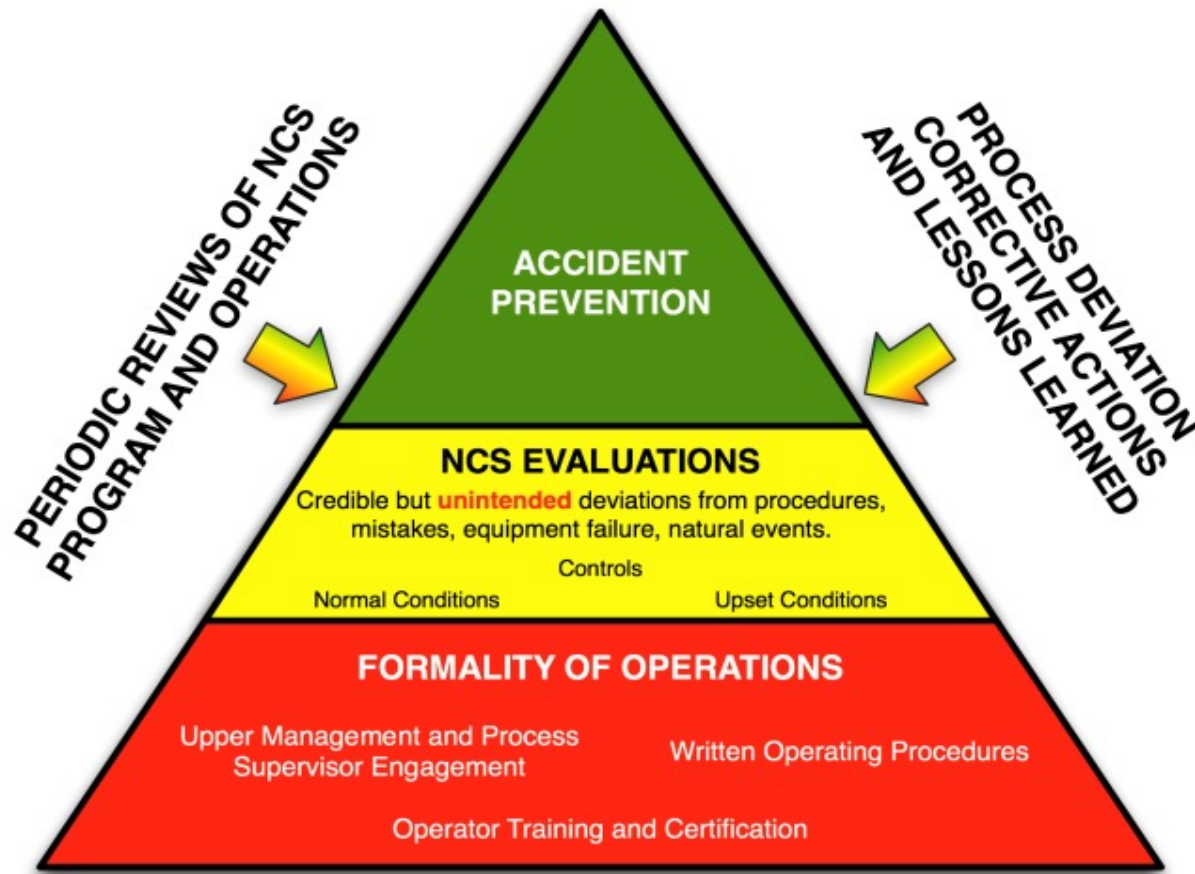 PERIODIC REVIEWS OF NCS
PROGRAM AND OPERATIONS
PROCESS DEVIATION
CORRECTIVE ACTIONS
AND LESSONS LEARNED
ACCIDENT
PREVENTION
NCS EVALUATIONS
Credible but unintended deviations from procedures,
mistakes, equipment failure, natural events.
Controls
Normal Conditions
Upset Conditions
FORMALITY OF OPERATIONS
Upper Management and Process
Supervisor Engagement
Written Operating Procedures
Operator Training and Certification